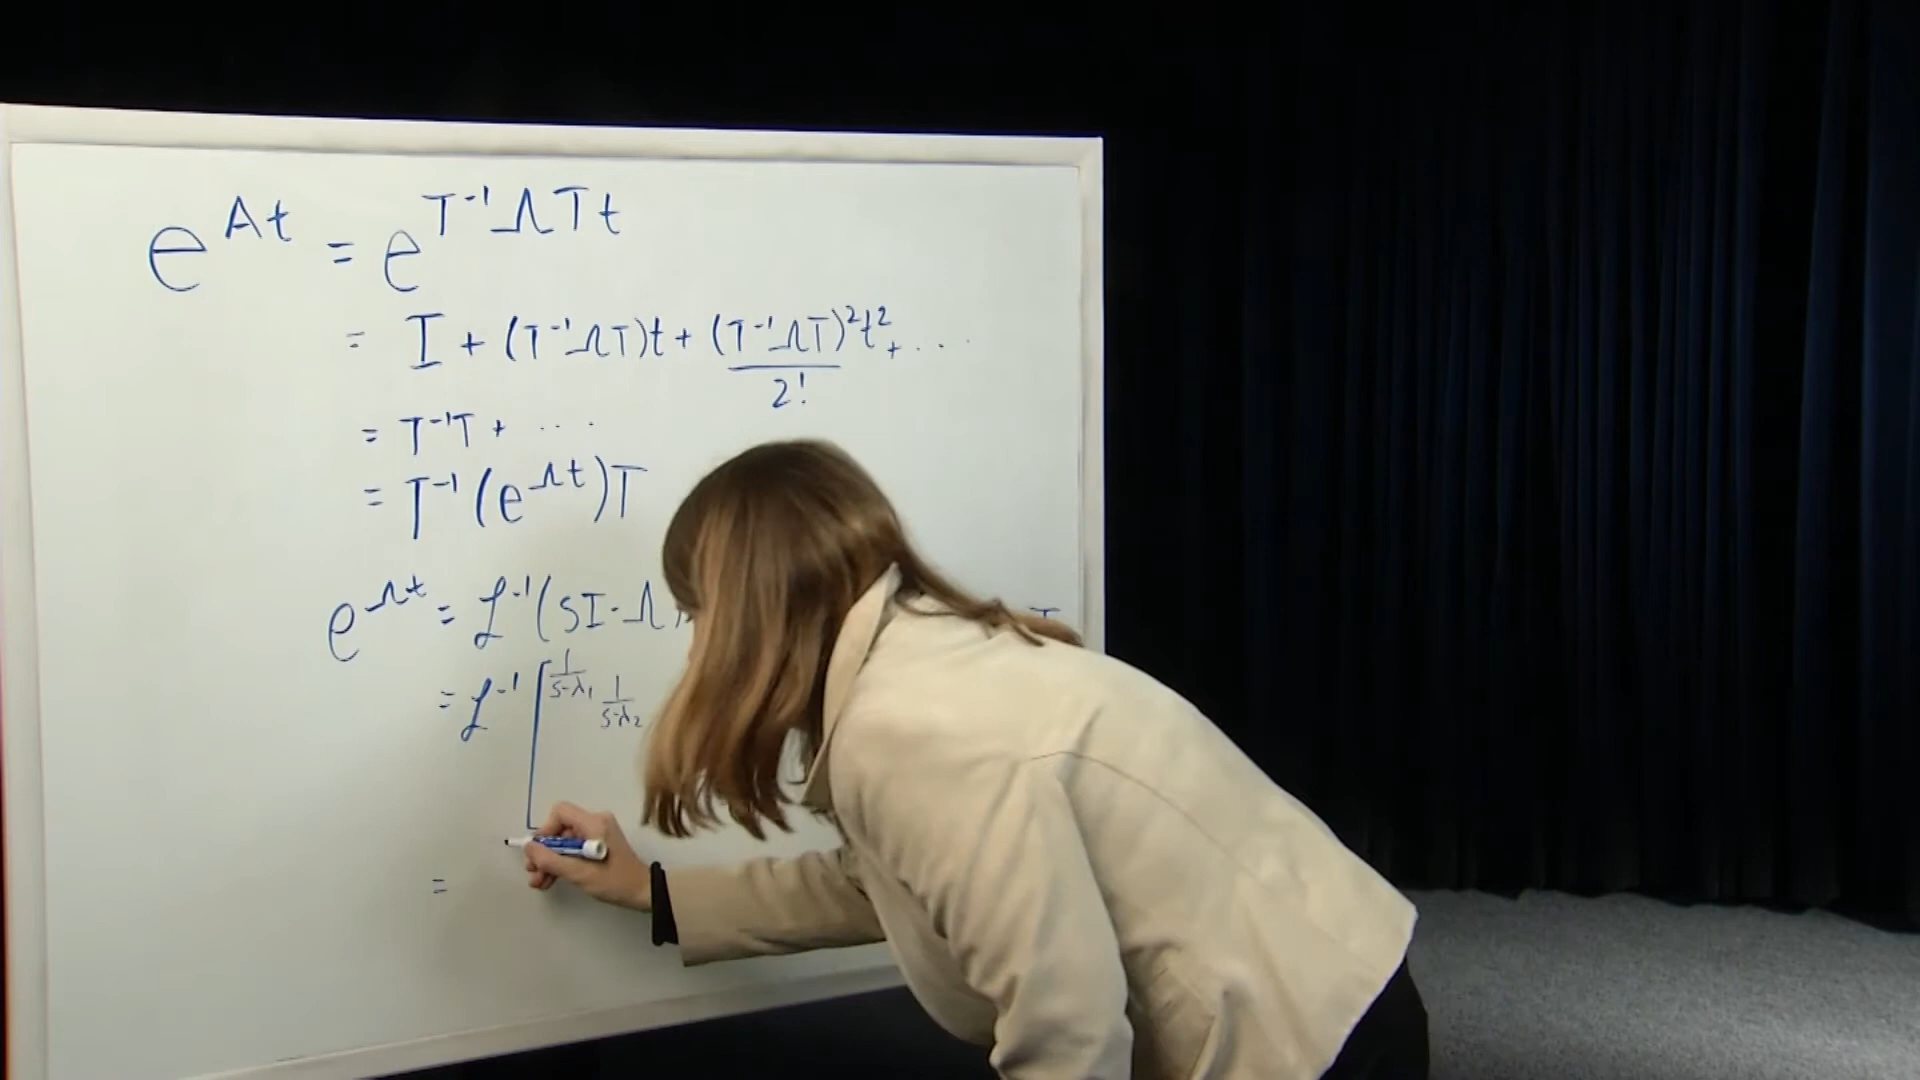 e^{At} = e^{T^{-1}ΛTt}
= I + (T^{-1}ΛT)t + (T^{-1}ΛT)^2t^2/2! + ...
= T^{-1}T + ...
= T^{-1}(e^{Λt})T
e^{Λt} = ℒ^{-1}(SI-Λ)
= ℒ^{-1} [ 1/(s-λ_1) 1/(s-λ_2)
=